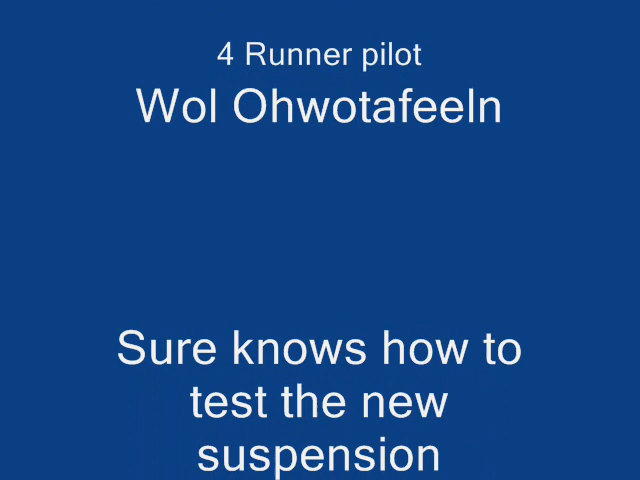 4 Runner pilot
Wol Ohwotafeeln
Sure knows how to
test the new
suspension